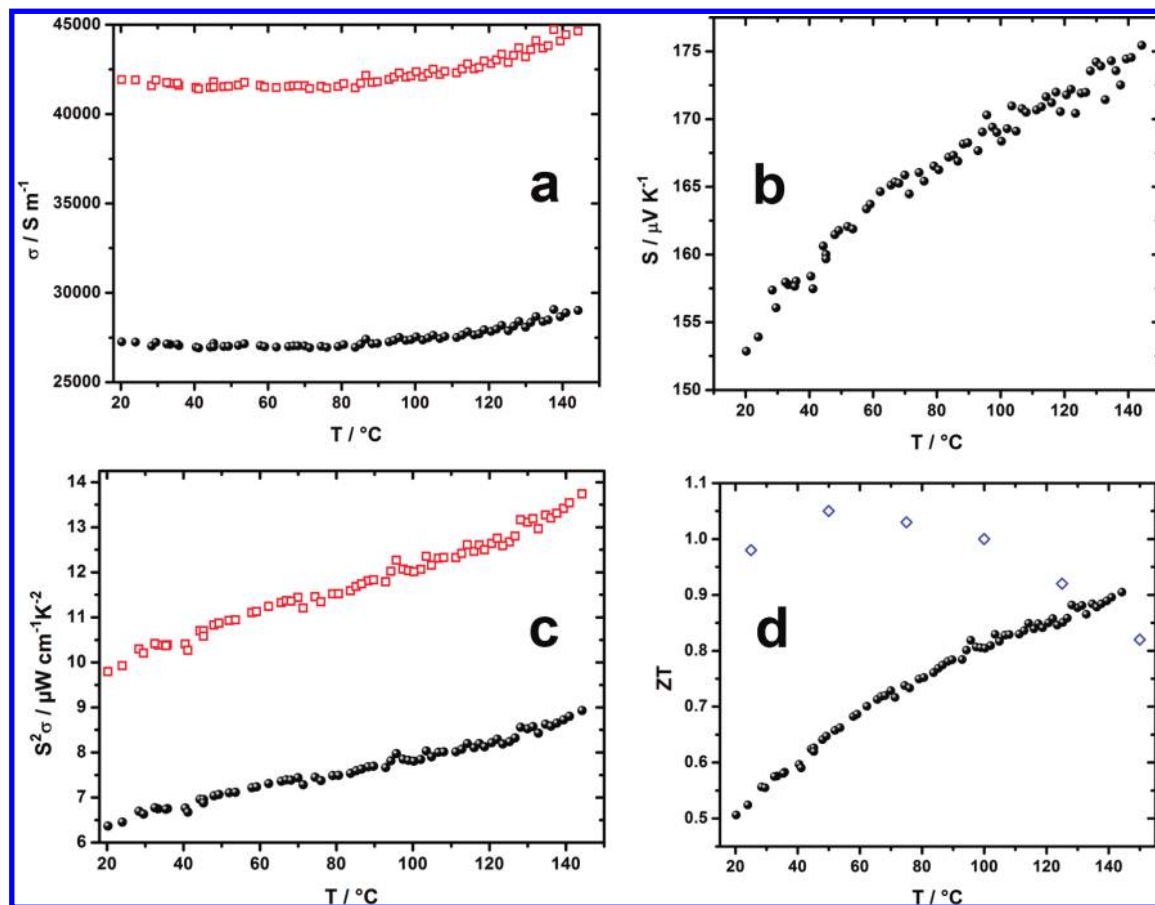 45000
40000
35000
30000
25000
σ / S m⁻¹
20 40 60 80 100 120 140
T / °C
a
175
170
165
160
155
150
S / μV K⁻¹
20 40 60 80 100 120 140
T / °C
b
14
13
12
11
10
9
8
7
6
S²σ / μW cm⁻¹K⁻²
20 40 60 80 100 120 140
T / °C
c
1.1
1.0
0.9
0.8
0.7
0.6
0.5
ZT
20 40 60 80 100 120 140
T / °C
d